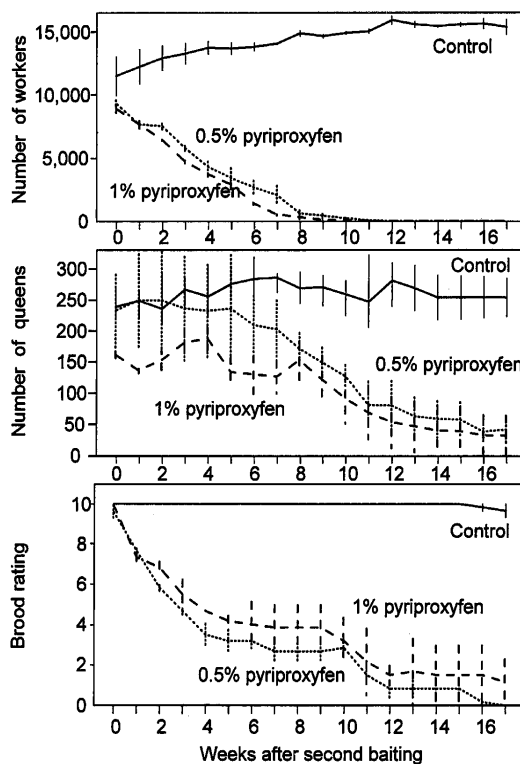 Number of workers
15,000
10,000
5,000
0
Control
0.5% pyriproxyfen
1% pyriproxyfen
0 2 4 6 8 10 12 14 16
Number of queens
300
250
200
150
100
50
0
Control
0.5% pyriproxyfen
1% pyriproxyfen
0 2 4 6 8 10 12 14 16
Brood rating
10
8
6
4
2
0
Control
1% pyriproxyfen
0.5% pyriproxyfen
0 2 4 6 8 10 12 14 16
Weeks after second baiting